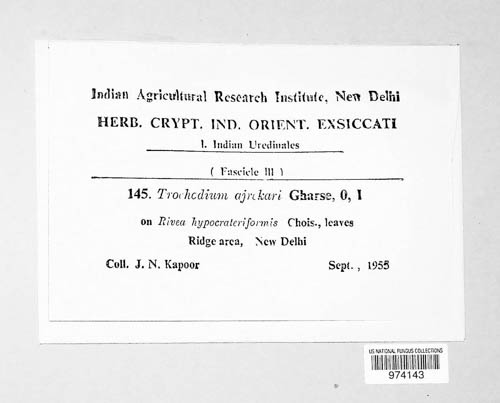 Indian Agricultural Research Institute, New Delhi
HERB. CRYPT. IND. ORIENT. EXSICCATI
1. Indian Uredinales
( Fascicle III )
145. Trochodium ajrekari Gharse, 0, I
on Rivea hypocrateriformis Chois., leaves
Ridge area, New Delhi
Coll. J. N. Kapoor Sept., 1955
US NATIONAL FUNGUS COLLECTIONS
974143